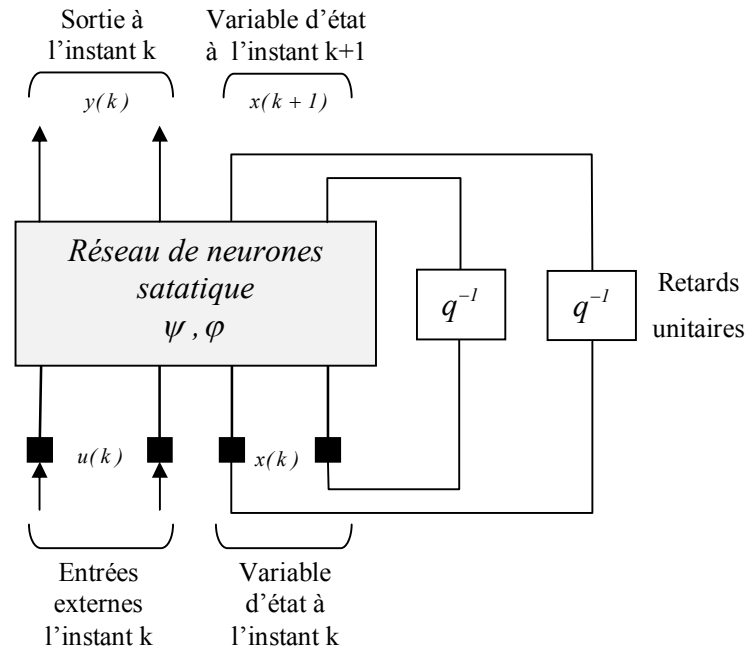 Sortie à
l'instant k
Variable d'état
à l'instant k+1
y(k)
x(k + 1)
Réseau de neurones
satatique
ψ , φ
q⁻¹
q⁻¹
Retards
unitaires
u(k)
x(k)
Entrées
externes
l'instant k
Variable
d'état à
l'instant k